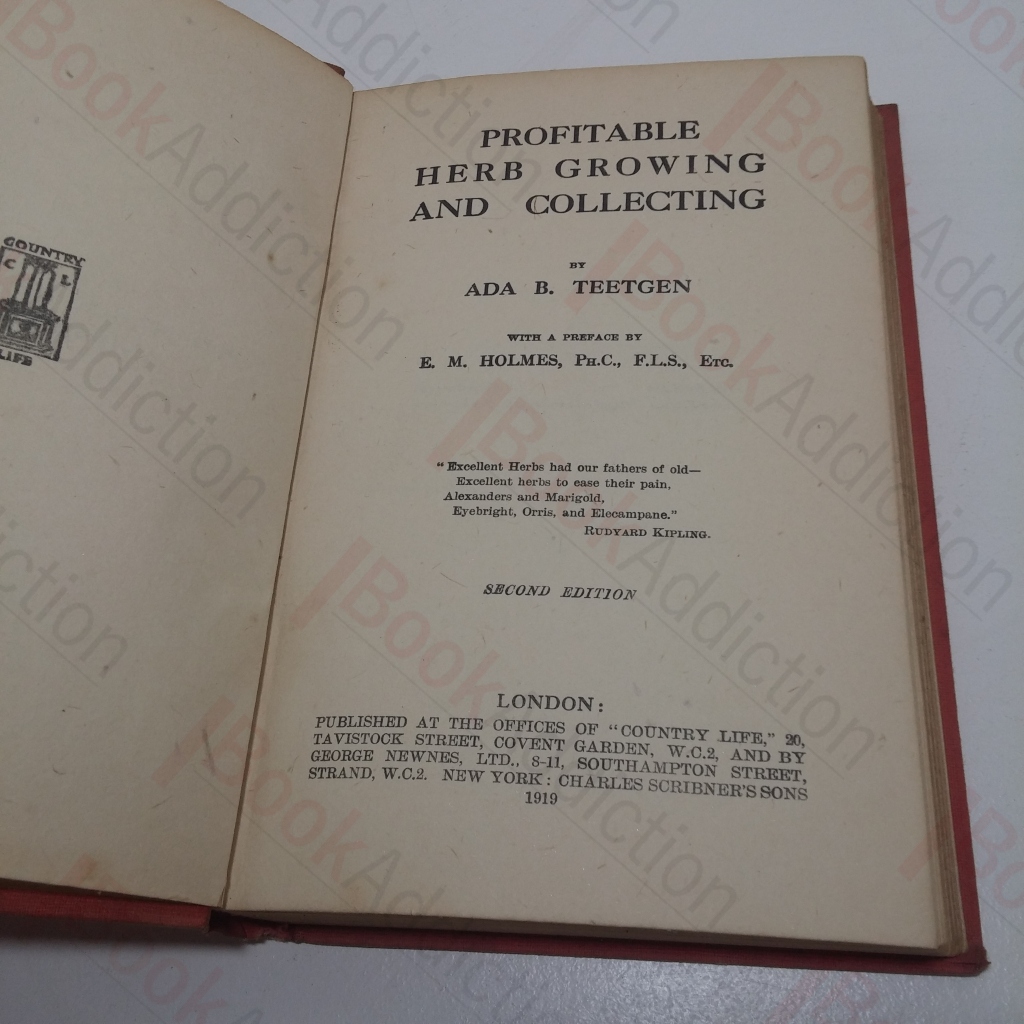 COUNTRY
C L
LIFE
PROFITABLE
HERB GROWING
AND COLLECTING
BY
ADA B. TEETGEN
WITH A PREFACE BY
E. M. HOLMES, PH.C., F.L.S., ETC.
"Excellent Herbs had our fathers of old—
Excellent herbs to ease their pain,
Alexanders and Marigold,
Eyebright, Orris, and Elecampane."
RUDYARD KIPLING.
SECOND EDITION
LONDON:
PUBLISHED AT THE OFFICES OF "COUNTRY LIFE," 20,
TAVISTOCK STREET, COVENT GARDEN, W.C.2, AND BY
GEORGE NEWNES, LTD., 8-11, SOUTHAMPTON STREET,
STRAND, W.C.2. NEW YORK: CHARLES SCRIBNER'S SONS
1919
BookAddiction